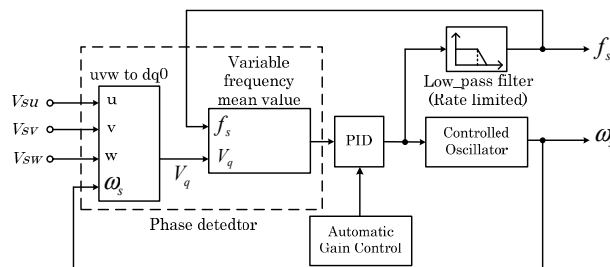 uvw to dq0
Variable
frequency
mean value
Vsu
Vsv
Vsw
u
v
w
ωs
Vq
fs
Vq
Phase detedtor
PID
Automatic
Gain Control
Low_pass filter
(Rate limited)
Controlled
Oscillator
fs